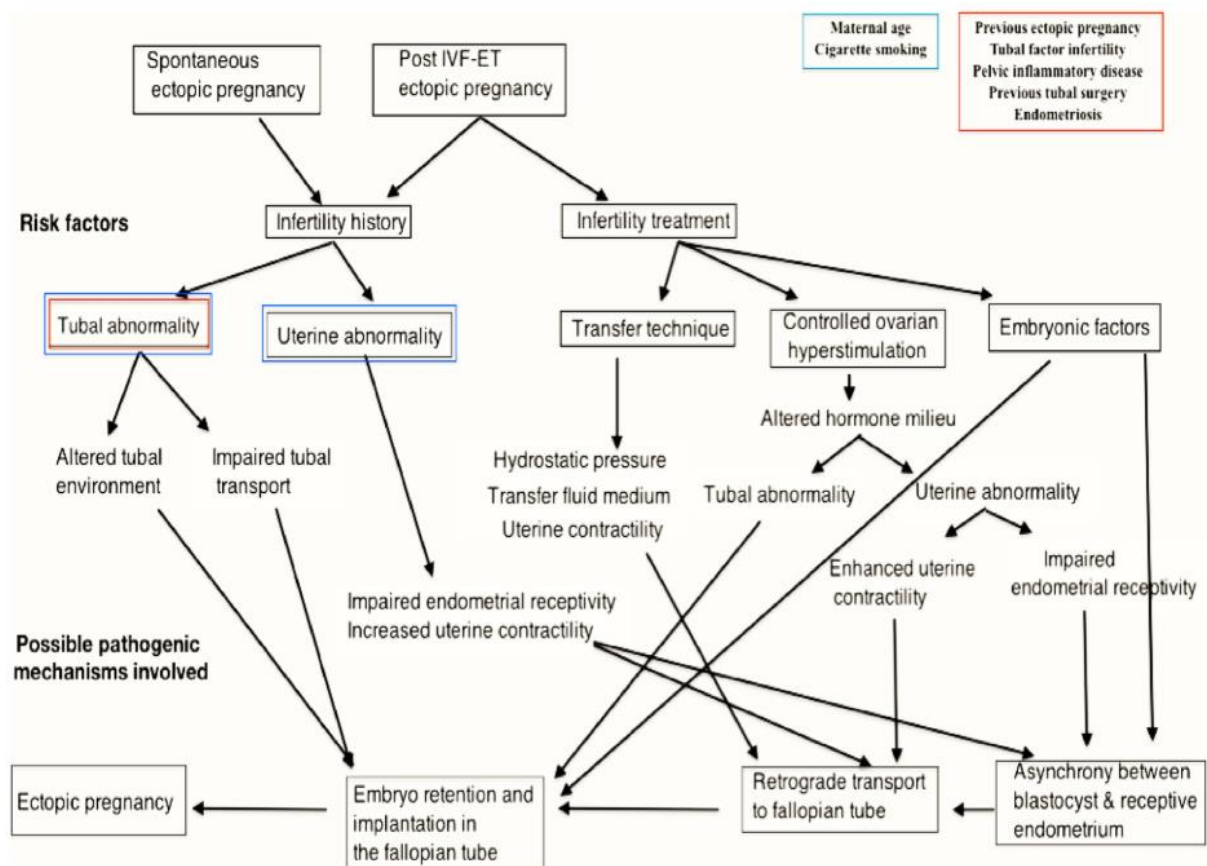 Maternal age
Cigarette smoking
Previous ectopic pregnancy
Tubal factor infertility
Pelvic inflammatory disease
Previous tubal surgery
Endometriosis
Spontaneous
ectopic pregnancy
Post IVF-ET
ectopic pregnancy
Risk factors
Infertility history
Infertility treatment
Tubal abnormality
Uterine abnormality
Transfer technique
Controlled ovarian
hyperstimulation
Embryonic factors
Altered hormone milieu
Altered tubal
environment
Impaired tubal
transport
Hydrostatic pressure
Transfer fluid medium
Uterine contractility
Tubal abnormality
Uterine abnormality
Enhanced uterine
contractility
Impaired
endometrial receptivity
Impaired endometrial receptivity
Increased uterine contractility
Possible pathogenic
mechanisms involved
Ectopic pregnancy
Embryo retention and
implantation in
the fallopian tube
Retrograde transport
to fallopian tube
Asynchrony between
blastocyst & receptive
endometrium